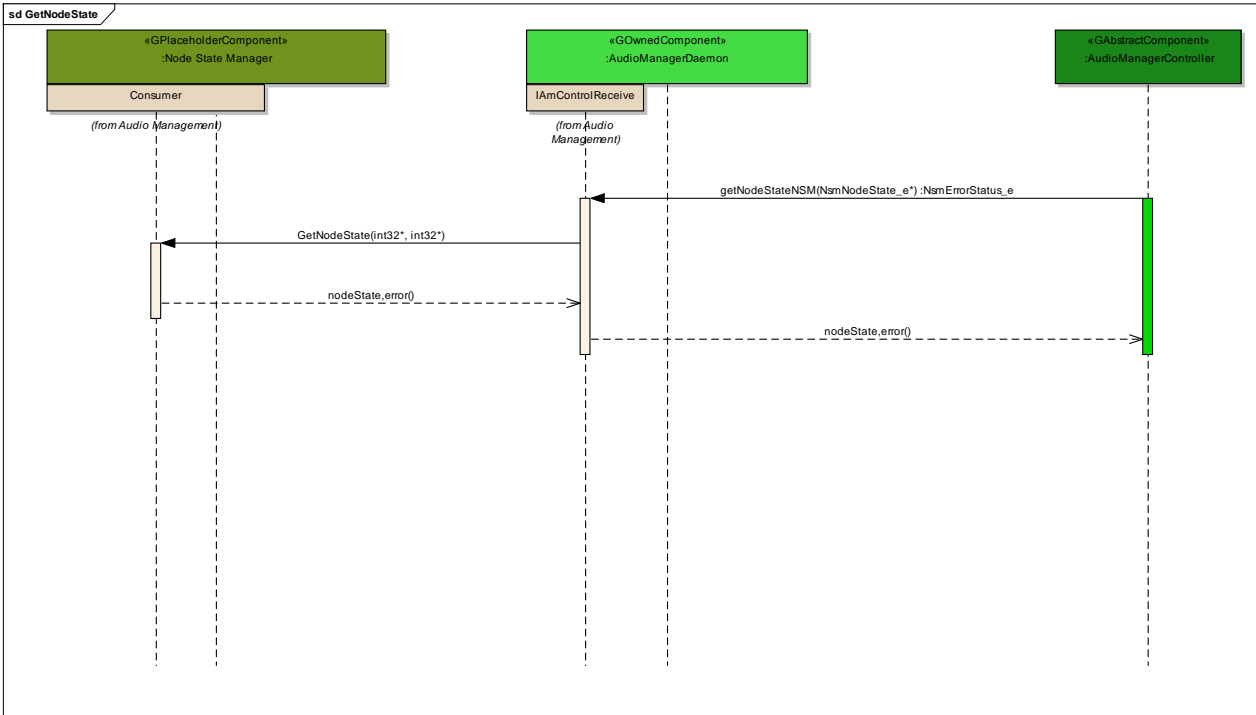 sd GetNodeState
«GPlaceholderComponent»
:Node State Manager
«GOwnedComponent»
:AudioManagerDaemon
«GAbstractComponent»
:AudioManagerController
Consumer
IAmControlReceive
(from Audio Management)
(from Audio
Management)
getNodeStateNSM(NsmNodeState_e*) :NsmErrorStatus_e
GetNodeState(int32*, int32*)
nodeState,error()
nodeState,error()